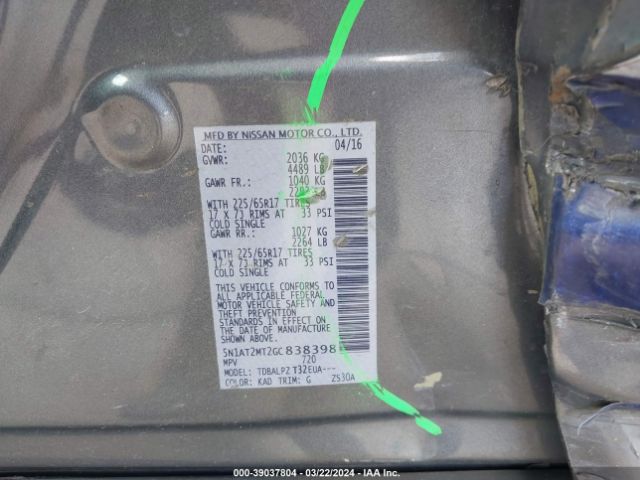 MFD BY NISSAN MOTOR CO., LTD.
DATE: 04/16
GVWR: 2036 KG
4489 LB
GAWR FR.: 1040 KG
LB
WITH 225/65R17 TIRES
17 X 7J RIMS AT 33 PSI
COLD SINGLE
GAWR RR.: 1027 KG
2264 LB
WITH 225/65R17 TIRES
17 X 7J RIMS AT 33 PSI
COLD SINGLE
THIS VEHICLE CONFORMS TO
ALL APPLICABLE FEDERAL
MOTOR VEHICLE SAFETY AND
THEFT PREVENTION
STANDARDS IN EFFECT ON
THE DATE OF MANUFACTURE
SHOWN ABOVE.
5N1AT2MT2GC838398
MPV 720
MODEL: TDBALPZ T32EUA---
COLOR: KAD TRIM: G ZS30A
000-39037804 - 03/22/2024 - IAA Inc.